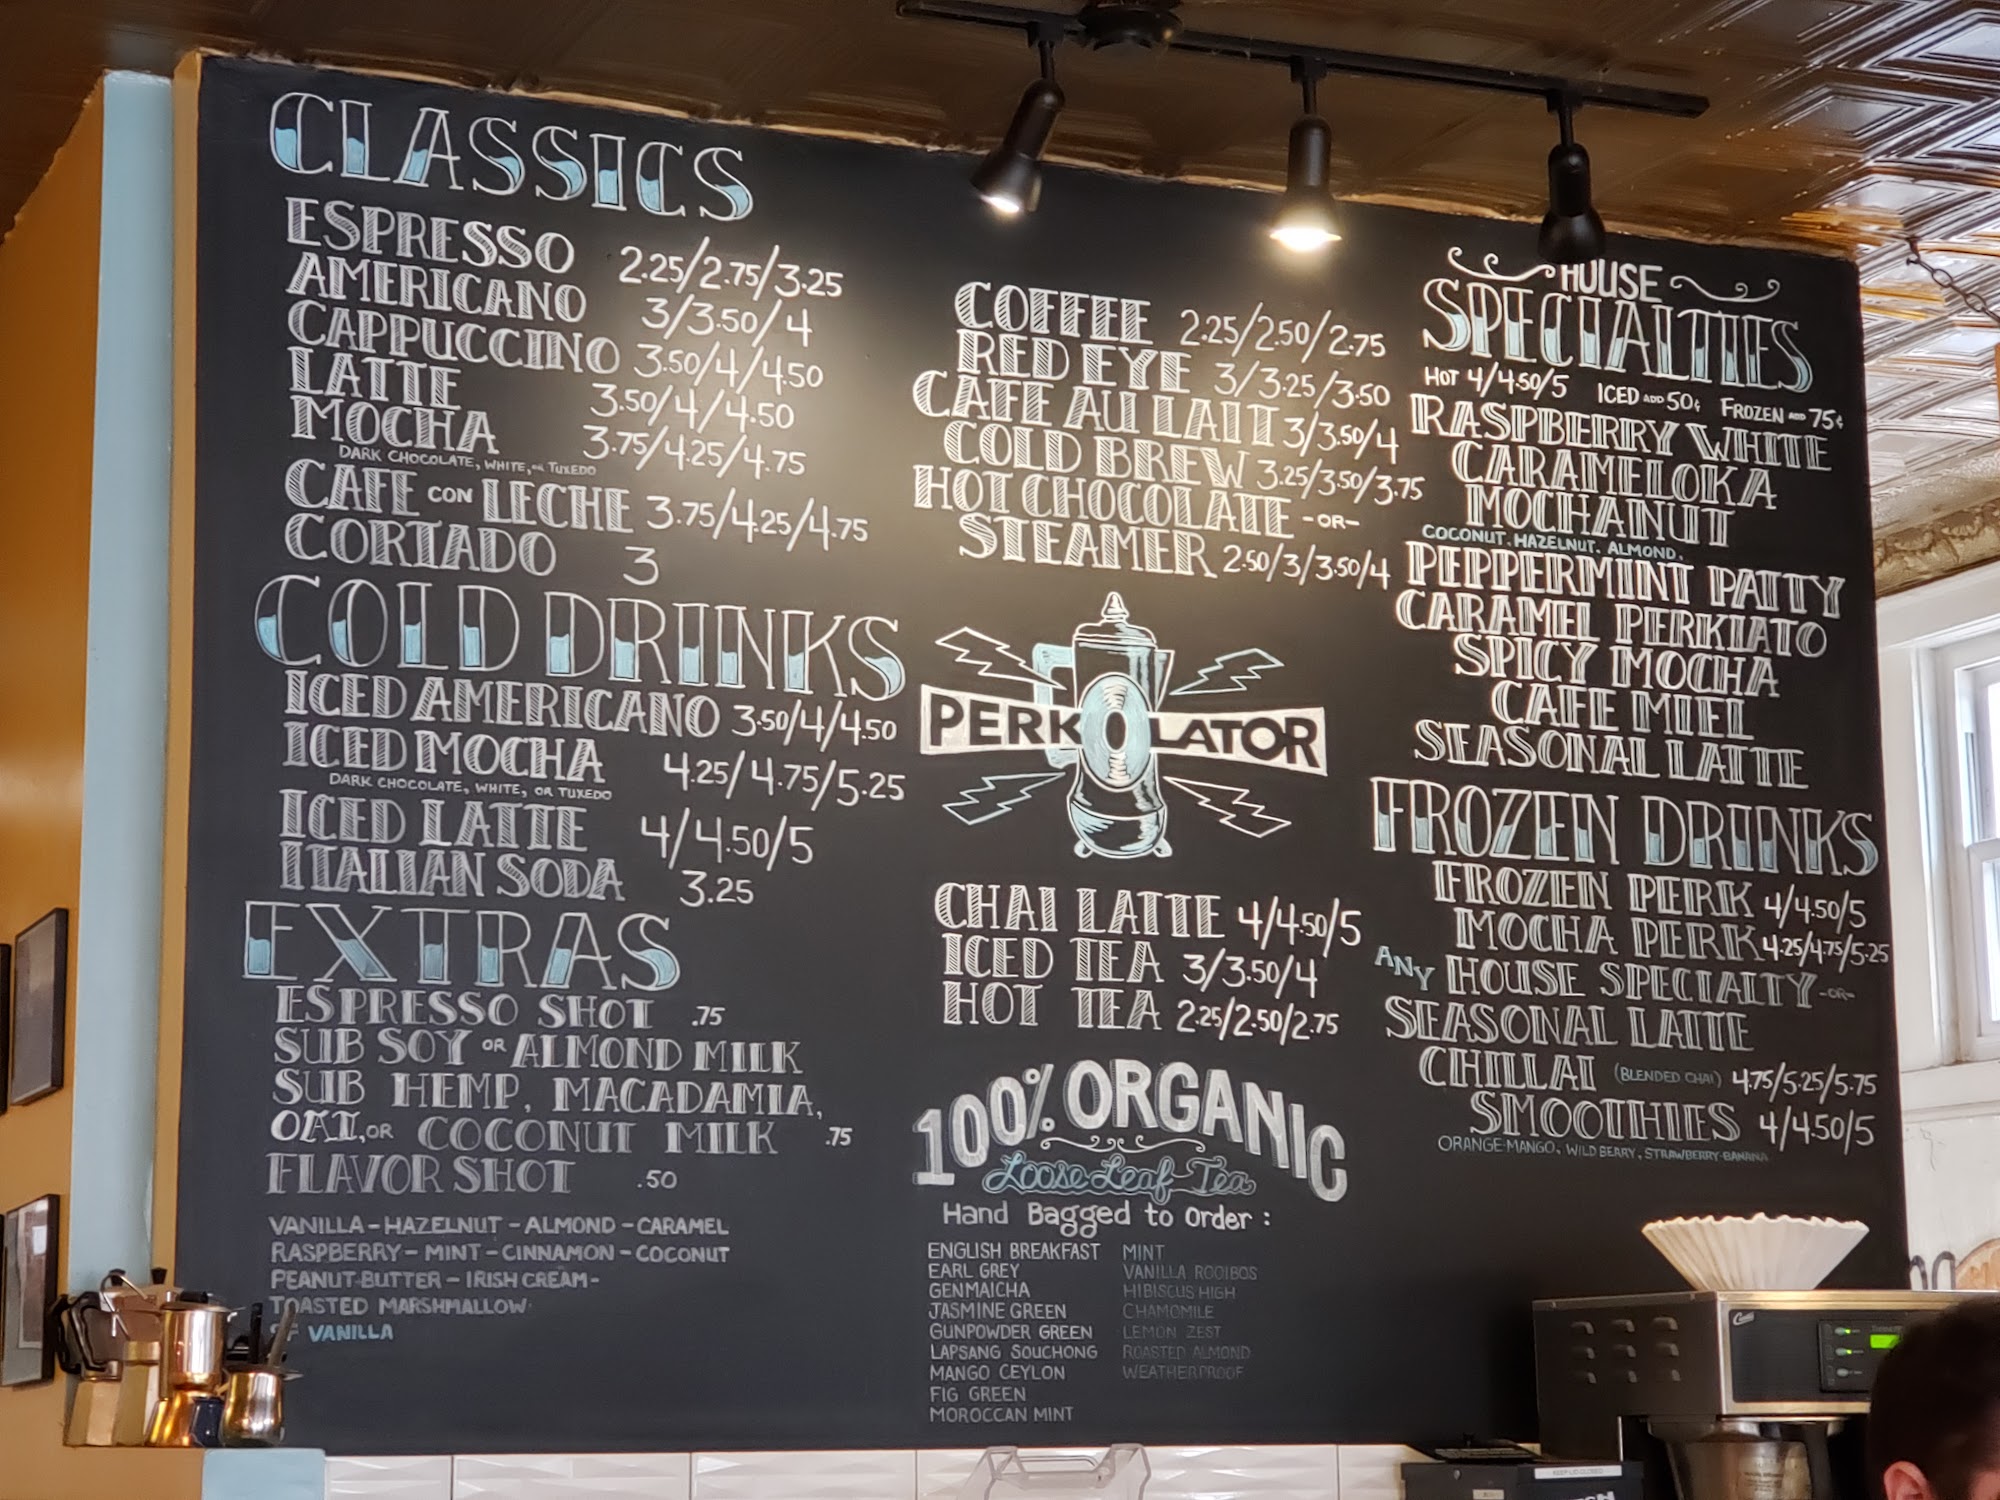 CLASSICS
ESPRESSO 2.25/2.75/3.25
AMERICANO 3/3.50/4
CAPPUCCINO 3.50/4/4.50
LATTE 3.50/4/4.50
MOCHA 3.75/4.25/4.75
DARK CHOCOLATE, WHITE, OR TUXEDO
CAFE CON LECHE 3.75/4.25/4.75
CORTADO 3
COLD DRINKS
ICED AMERICANO 3.50/4/4.50
ICED MOCHA 4.25/4.75/5.25
DARK CHOCOLATE, WHITE, OR TUXEDO
ICED LATTE 4/4.50/5
ITALIAN SODA 3.25
EXTRAS
ESPRESSO SHOT .75
SUB SOY OR ALMOND MILK
SUB HEMP, MACADAMIA,
OAT, OR COCONUT MILK .75
FLAVOR SHOT .50
VANILLA - HAZELNUT - ALMOND - CARAMEL
RASPBERRY - MINT - CINNAMON - COCONUT
PEANUT BUTTER - IRISH CREAM -
TOASTED MARSHMALLOW
SF VANILLA
COFFEE 2.25/2.50/2.75
RED EYE 3/3.25/3.50
CAFE AU LAIT 3/3.50/4
COLD BREW 3.25/3.50/3.75
HOT CHOCOLATE -OR-
STEAMER 2.50/3/3.50/4
PERKOLATOR
CHAI LATTE 4/4.50/5
ICED TEA 3/3.50/4
HOT TEA 2.25/2.50/2.75
100% ORGANIC
Loose Leaf Tea
Hand Bagged to Order:
ENGLISH BREAKFAST
EARL GREY
GENMAICHA
JASMINE GREEN
GUNPOWDER GREEN
LAPSANG SOUCHONG
MANGO CEYLON
FIG GREEN
MOROCCAN MINT
MINT
VANILLA ROOIBOS
HIBISCUS HIGH
CHAMOMILE
LEMON ZEST
ROASTED ALMOND
WEATHERPROOF
HOUSE
SPECIALTIES
HOT 4/4.50/5 ICED ADD 50¢ FROZEN ADD 75¢
RASPBERRY WHITE
CARAMELOKA
MOCHANUT
COCONUT. HAZELNUT. ALMOND.
PEPPERMINT PATTY
CARAMEL PERKIATO
SPICY MOCHA
CAFE MIEL
SEASONAL LATTE
FROZEN DRINKS
FROZEN PERK 4/4.50/5
MOCHA PERK 4.25/4.75/5.25
ANY HOUSE SPECIALTY -OR-
SEASONAL LATTE
CHILLAI (BLENDED CHAI) 4.75/5.25/5.75
SMOOTHIES 4/4.50/5
ORANGE-MANGO, WILD BERRY, STRAWBERRY-BANANA
Curtis
KEEP LID CLOSED